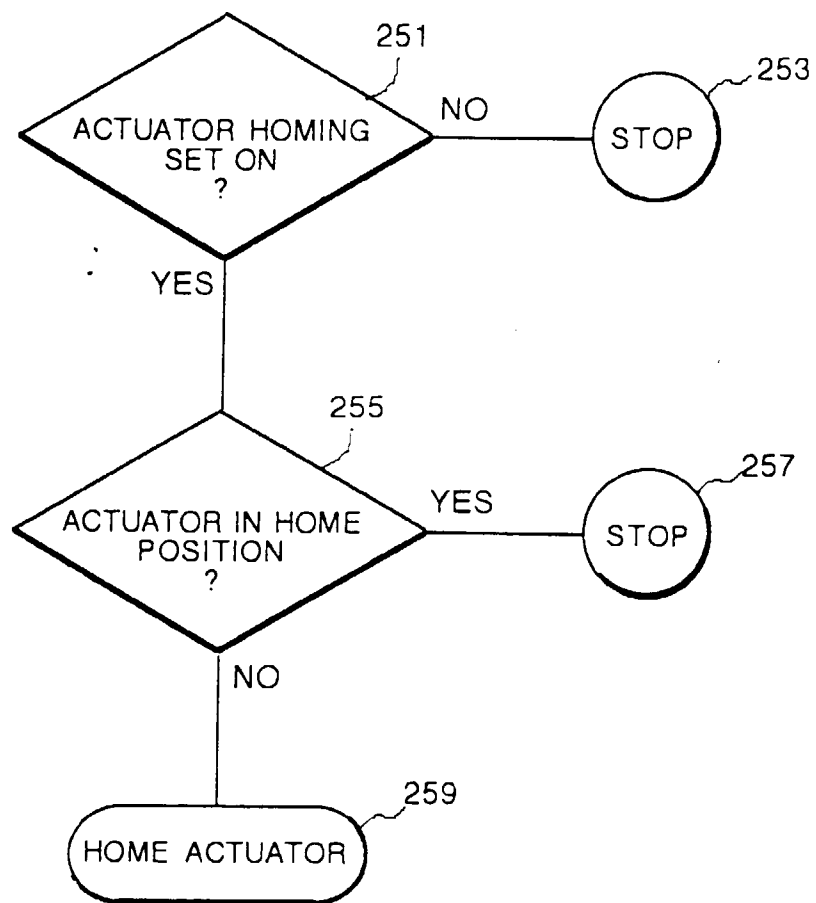 251
253
NO
ACTUATOR HOMING
SET ON
?
STOP
YES
255
257
YES
ACTUATOR IN HOME
POSITION
?
STOP
NO
259
HOME ACTUATOR